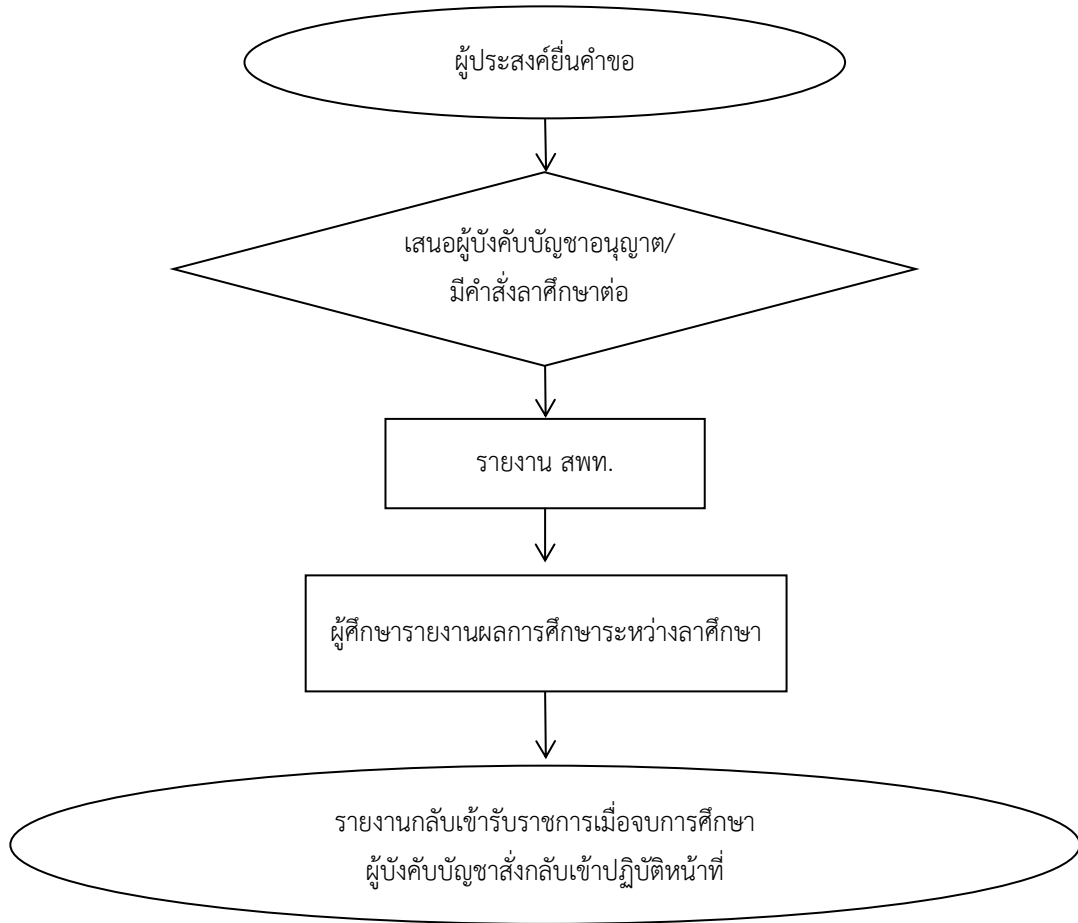 ผู้ประสงค์ยื่นคำขอ
เสนอผู้บังคับบัญชาอนุญาต/
มีคำสั่งลาศึกษาต่อ
รายงาน สพท.
ผู้ศึกษารายงานผลการศึกษาระหว่างลาศึกษา
รายงานกลับเข้ารับราชการเมื่อจบการศึกษา
ผู้บังคับบัญชาสั่งกลับเข้าปฏิบัติหน้าที่